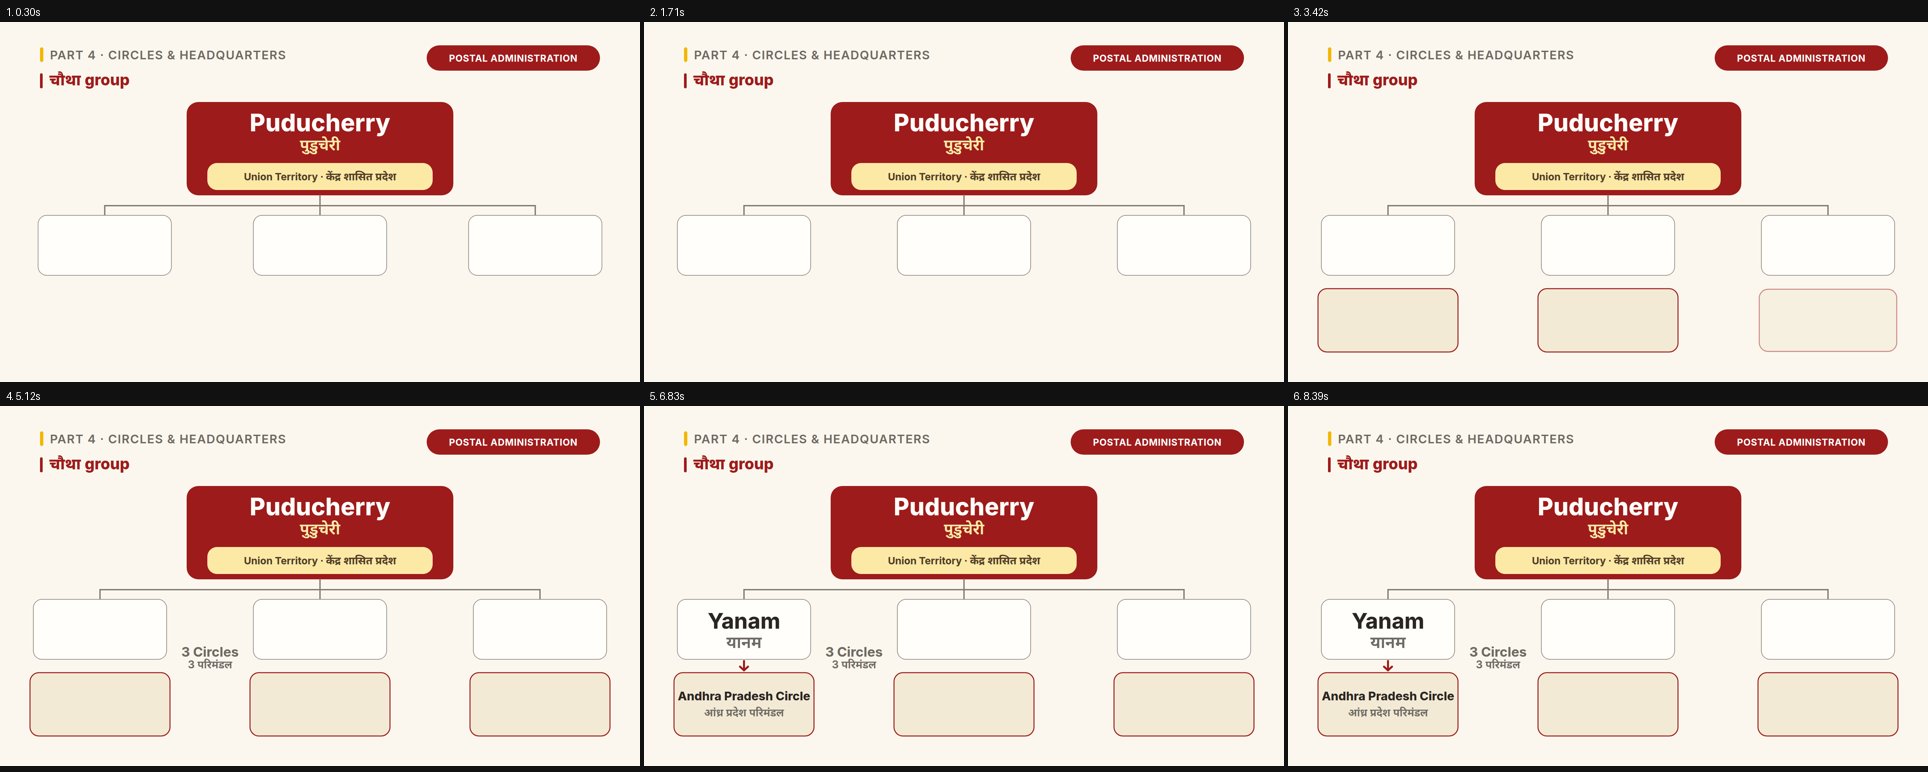 1. 0.30s
PART 4 · CIRCLES & HEADQUARTERS
POSTAL ADMINISTRATION
चौथा group
Puducherry
पुडुचेरी
Union Territory · केंद्र शासित प्रदेश
2. 1.71s
PART 4 · CIRCLES & HEADQUARTERS
POSTAL ADMINISTRATION
चौथा group
Puducherry
पुडुचेरी
Union Territory · केंद्र शासित प्रदेश
3. 3.42s
PART 4 · CIRCLES & HEADQUARTERS
POSTAL ADMINISTRATION
चौथा group
Puducherry
पुडुचेरी
Union Territory · केंद्र शासित प्रदेश
4. 5.12s
PART 4 · CIRCLES & HEADQUARTERS
POSTAL ADMINISTRATION
चौथा group
Puducherry
पुडुचेरी
Union Territory · केंद्र शासित प्रदेश
3 Circles
3 परिमंडल
5. 6.83s
PART 4 · CIRCLES & HEADQUARTERS
POSTAL ADMINISTRATION
चौथा group
Puducherry
पुडुचेरी
Union Territory · केंद्र शासित प्रदेश
Yanam
यानम
3 Circles
3 परिमंडल
Andhra Pradesh Circle
आंध्र प्रदेश परिमंडल
6. 8.39s
PART 4 · CIRCLES & HEADQUARTERS
POSTAL ADMINISTRATION
चौथा group
Puducherry
पुडुचेरी
Union Territory · केंद्र शासित प्रदेश
Yanam
यानम
3 Circles
3 परिमंडल
Andhra Pradesh Circle
आंध्र प्रदेश परिमंडल